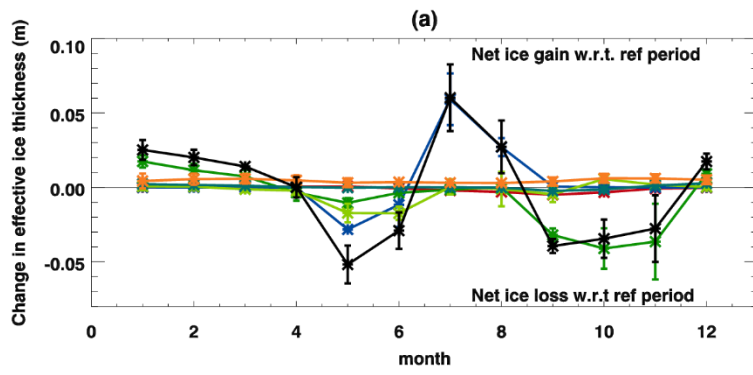 (a)
Change in effective ice thickness (m)
0.10
0.05
0.00
-0.05
Net ice gain w.r.t. ref period
Net ice loss w.r.t ref period
0 2 4 6 8 10 12
month